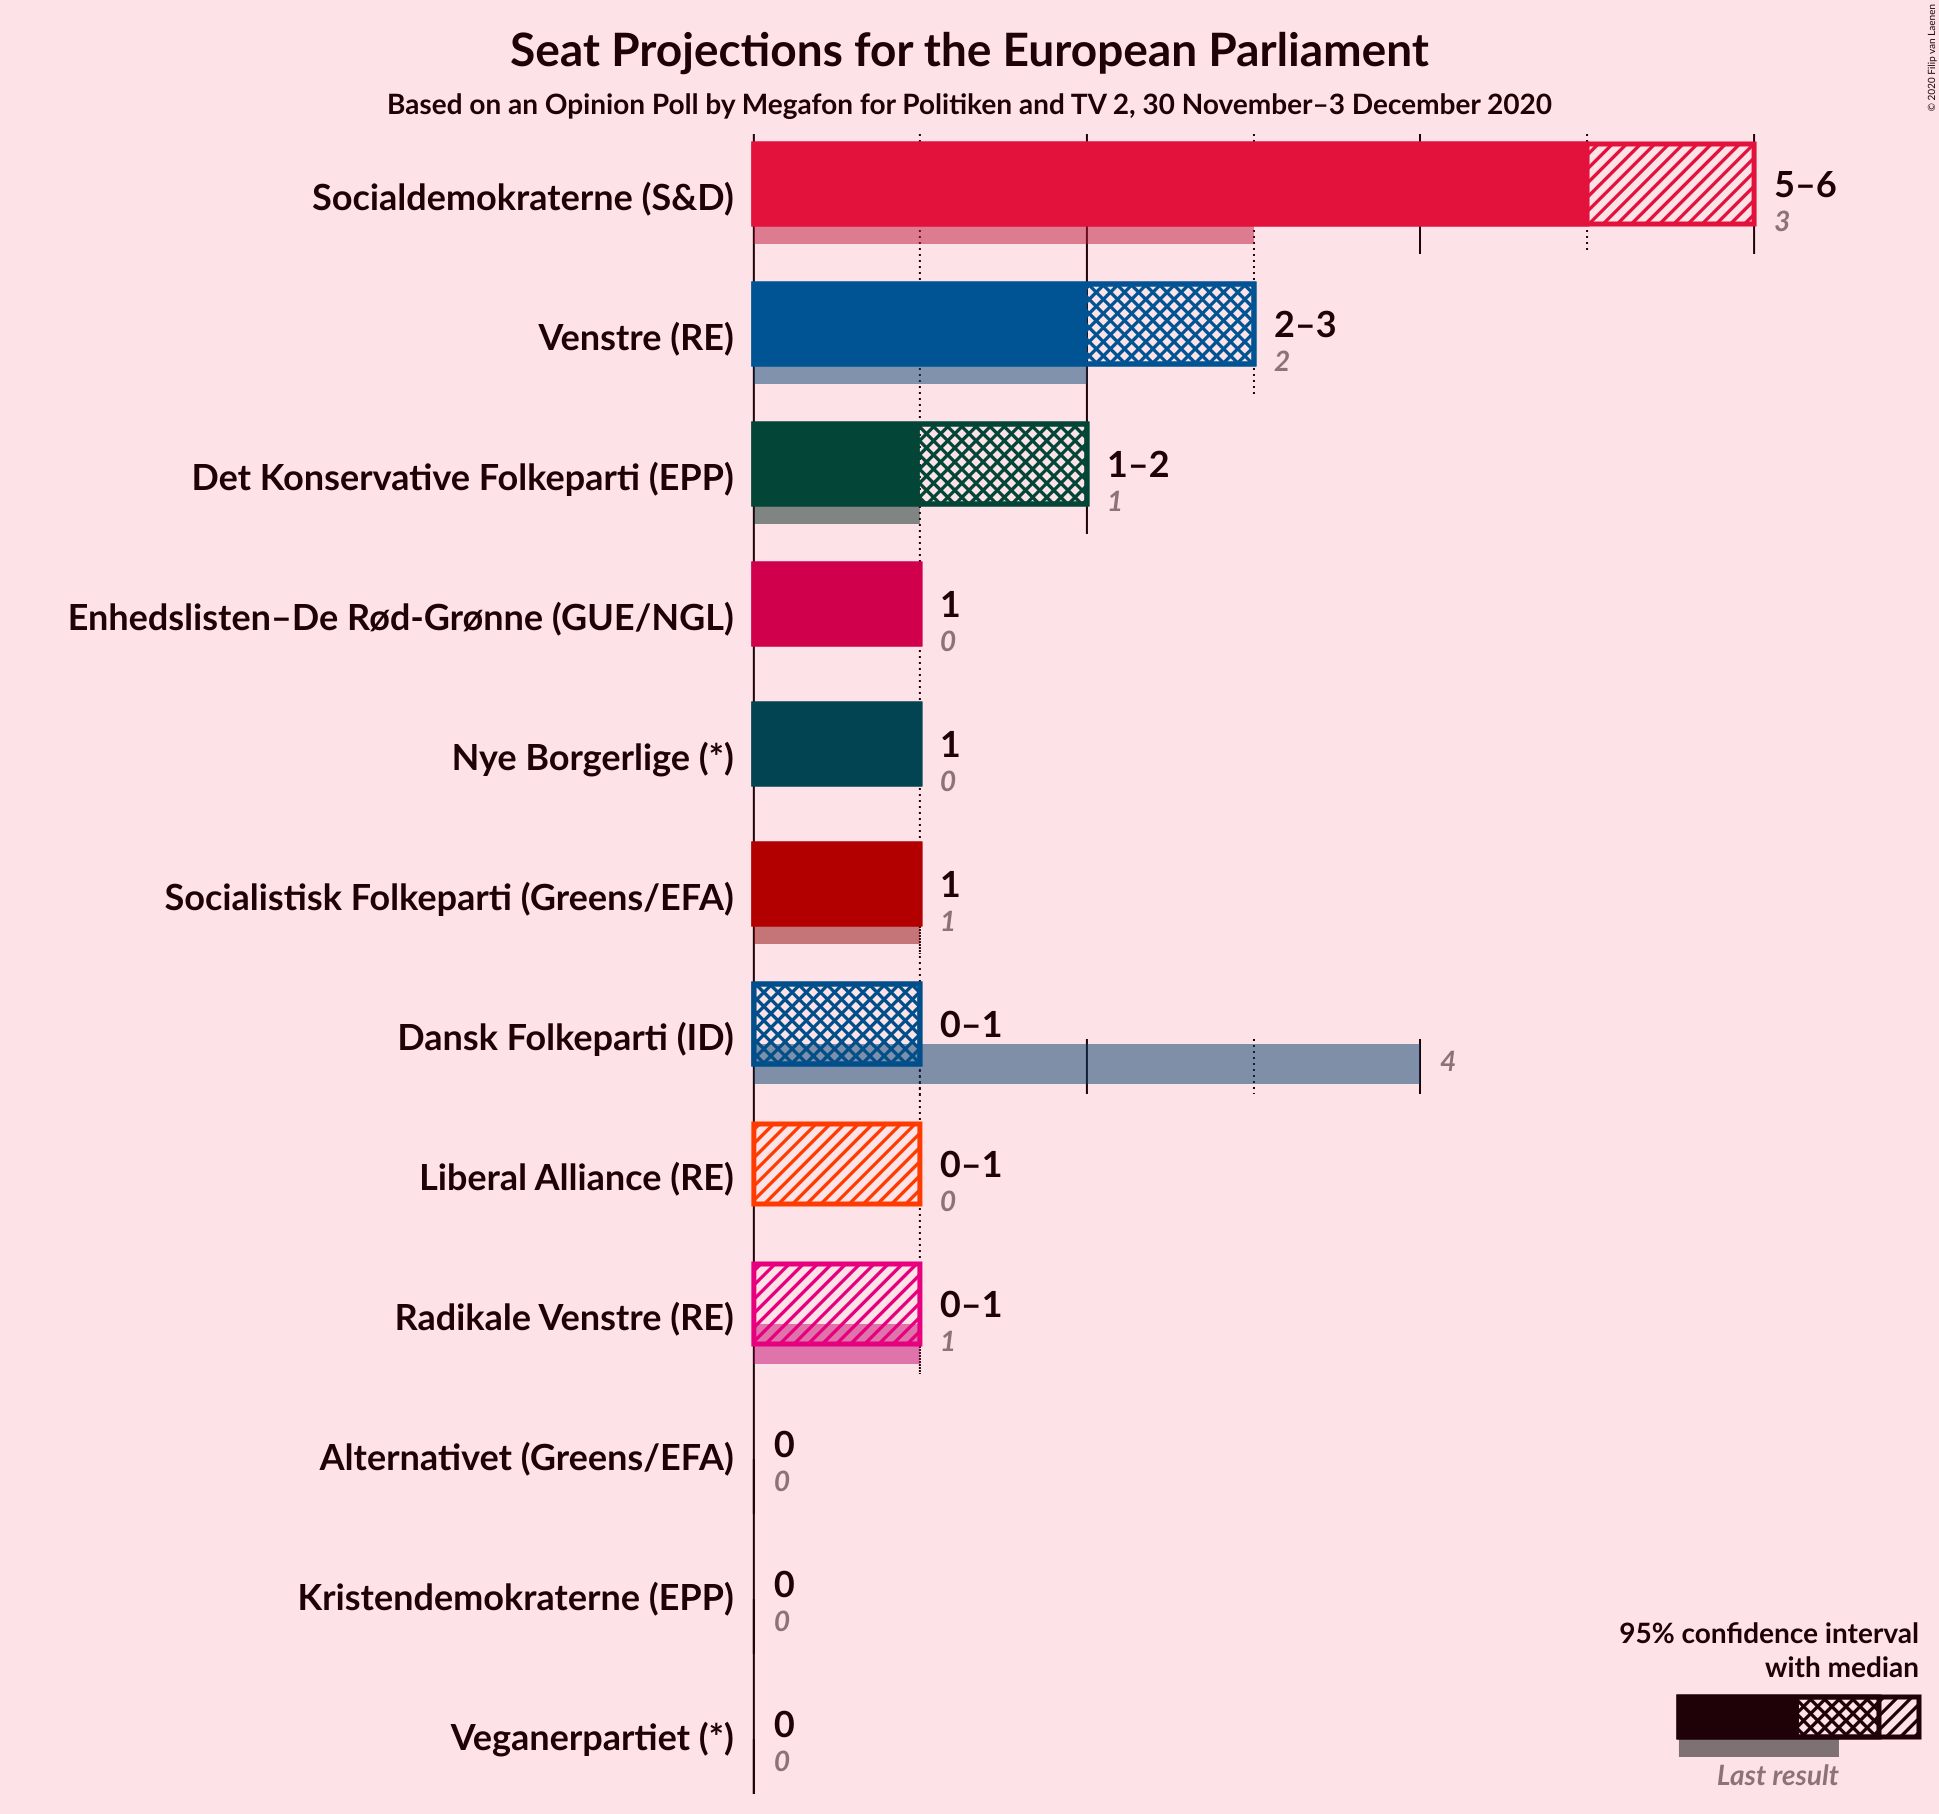 Seat Projections for the European Parliament
Based on an Opinion Poll by Megafon for Politiken and TV 2, 30 November–3 December 2020
© 2020 Filip van Laenen
Socialdemokraterne (S&D)
5–6
3
Venstre (RE)
2–3
2
Det Konservative Folkeparti (EPP)
1–2
1
Enhedslisten–De Rød-Grønne (GUE/NGL)
1
0
Nye Borgerlige (*)
1
0
Socialistisk Folkeparti (Greens/EFA)
1
1
Dansk Folkeparti (ID)
0–1
4
Liberal Alliance (RE)
0–1
0
Radikale Venstre (RE)
0–1
1
Alternativet (Greens/EFA)
0
0
Kristendemokraterne (EPP)
0
0
Veganerpartiet (*)
0
0
95% confidence interval
with median
Last result